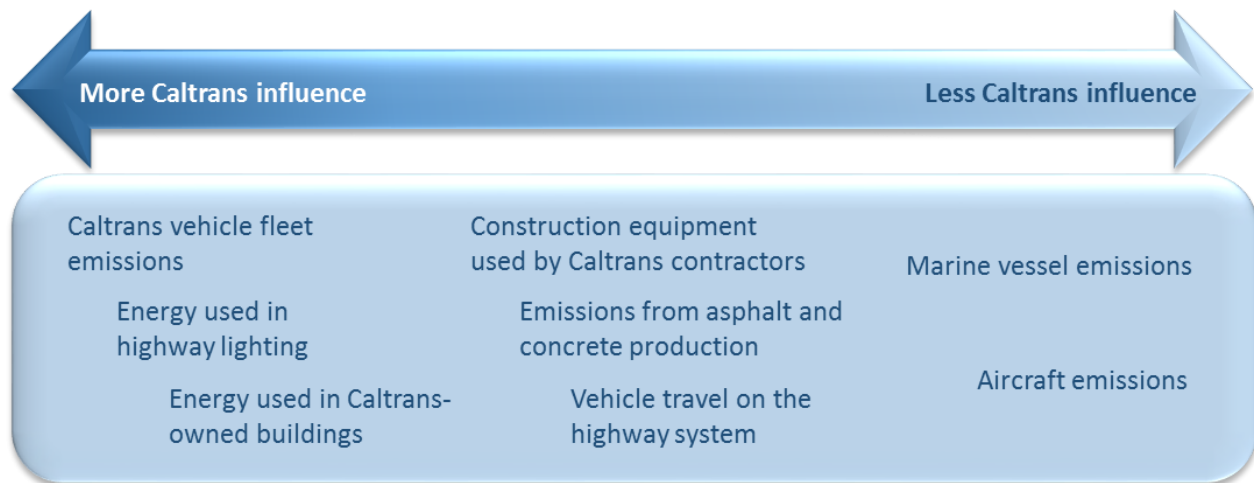 More Caltrans influence
Less Caltrans influence
Caltrans vehicle fleet
emissions
Energy used in
highway lighting
Energy used in Caltrans-
owned buildings
Construction equipment
used by Caltrans contractors
Emissions from asphalt and
concrete production
Vehicle travel on the
highway system
Marine vessel emissions
Aircraft emissions